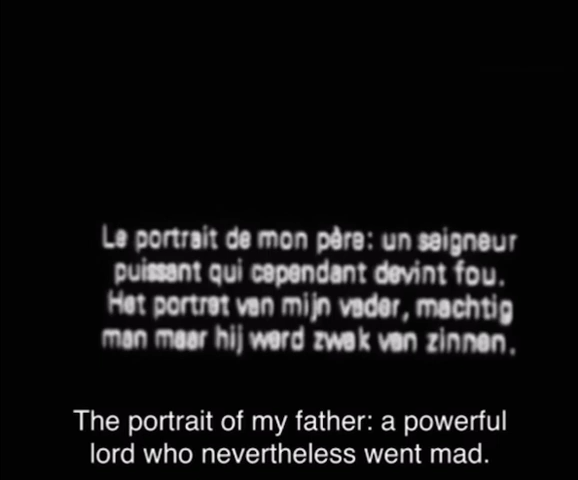 Le portrait de mon père: un seigneur
puissant qui cependant devint fou.
Het portret van mijn vader, machtig
man maar hij werd zwak van zinnen.
The portrait of my father: a powerful
lord who nevertheless went mad.